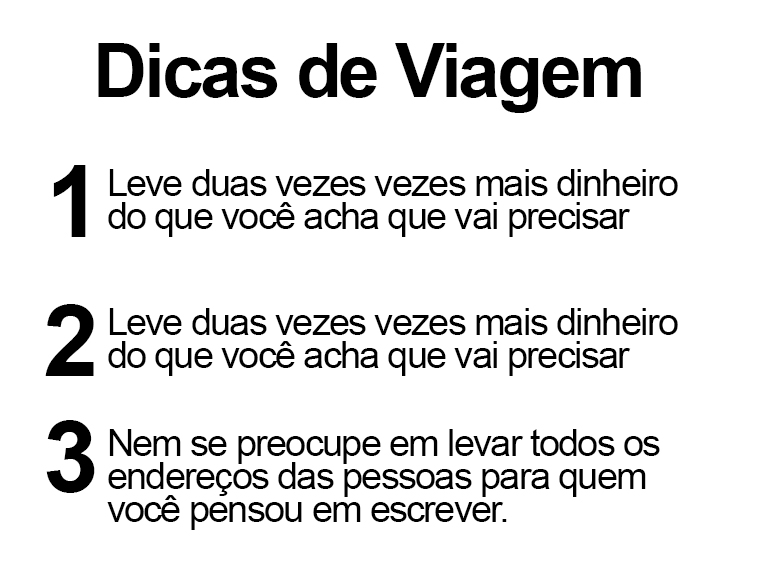 Dicas de Viagem
1 Leve duas vezes vezes mais dinheiro
do que você acha que vai precisar
2 Leve duas vezes vezes mais dinheiro
do que você acha que vai precisar
3 Nem se preocupe em levar todos os
endereços das pessoas para quem
você pensou em escrever.